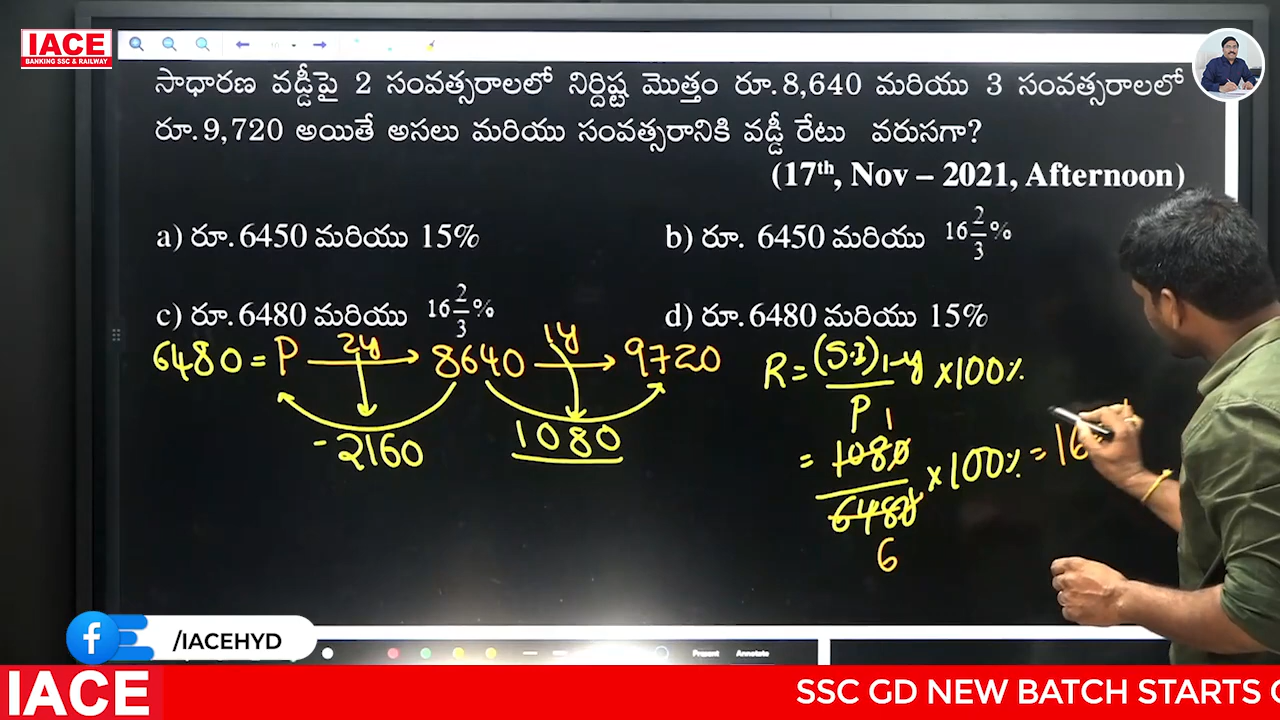 IACE
BANKING SSC & RAILWAY
సాధారణ వడ్డీపై 2 సంవత్సరాలలో నిర్దిష్ట మొత్తం రూ.8,640 మరియు 3 సంవత్సరాలలో
రూ.9,720 అయితే అసలు మరియు సంవత్సరానికి వడ్డీ రేటు వరుసగా?
(17th, Nov – 2021, Afternoon)
a) రూ.6450 మరియు 15%
b) రూ. 6450 మరియు 16 2/3 %
c) రూ.6480 మరియు 16 2/3 %
d) రూ.6480 మరియు 15%
2y 1y
6480 = P 8640 9720
-2160 1080
R = (S.I)1-y / P ×100%
1
= 1080 / 6480 ×100% = 16
6
/IACEHYD
Present Annotate
IACE
SSC GD NEW BATCH STARTS